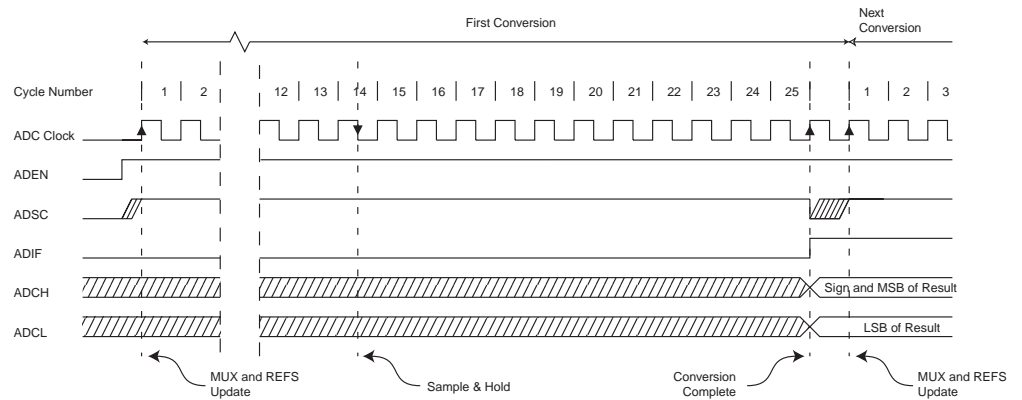 First Conversion
Next
Conversion
Cycle Number 1 2 12 13 14 15 16 17 18 19 20 21 22 23 24 25 1 2 3
ADC Clock
ADEN
ADSC
ADIF
ADCH Sign and MSB of Result
ADCL LSB of Result
MUX and REFS
Update
Sample & Hold
Conversion
Complete
MUX and REFS
Update